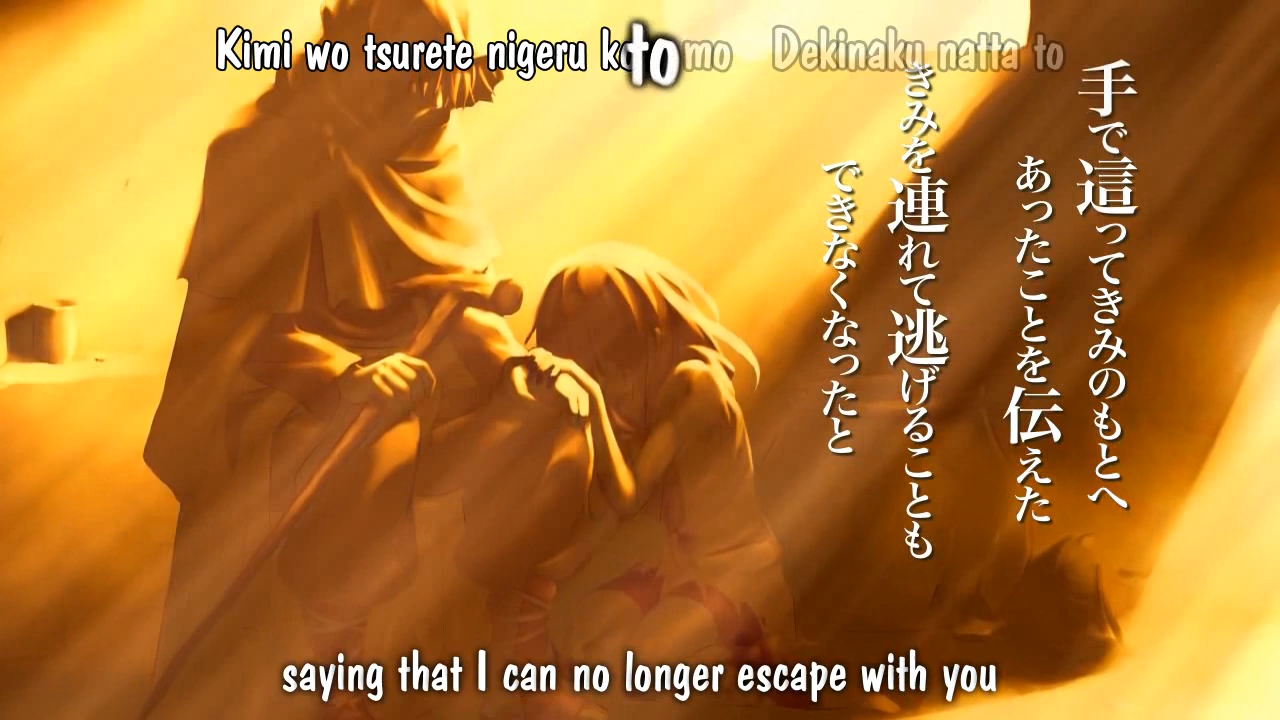 Kimi wo tsurete nigeru koto mo Dekinaku natta to
手で這ってきみのもとへ
あったことを伝えた
きみを連れて逃げることも
できなくなったと
saying that I can no longer escape with you